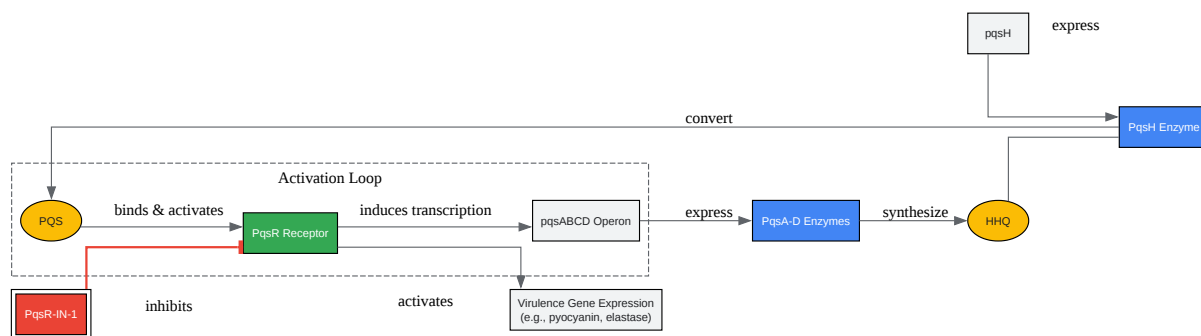 pqsH
express
PqsH Enzyme
convert
Activation Loop
PQS
binds & activates
PqsR Receptor
induces transcription
pqsABCD Operon
express
PqsA-D Enzymes
synthesize
HHQ
PqsR-IN-1
inhibits
activates
Virulence Gene Expression
(e.g., pyocyanin, elastase)